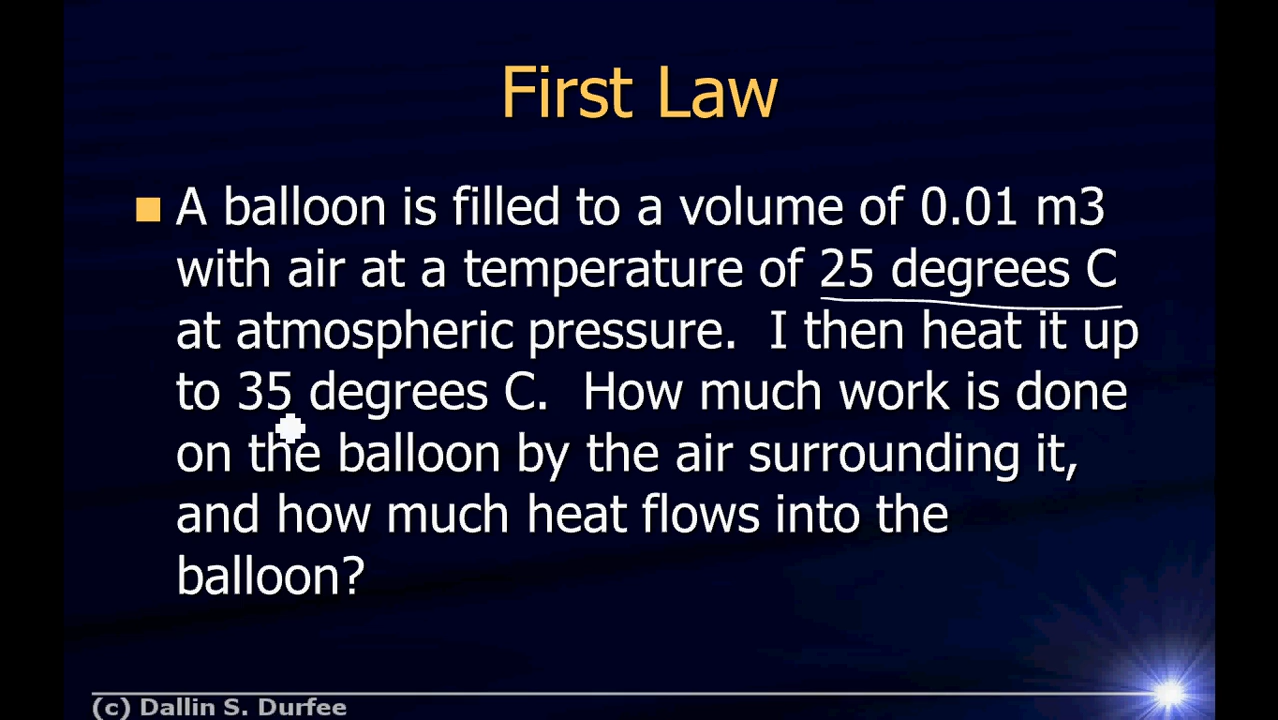 First Law
A balloon is filled to a volume of 0.01 m3
with air at a temperature of 25 degrees C
at atmospheric pressure.  I then heat it up
to 35 degrees C.  How much work is done
on the balloon by the air surrounding it,
and how much heat flows into the
balloon?
(c) Dallin S. Durfee